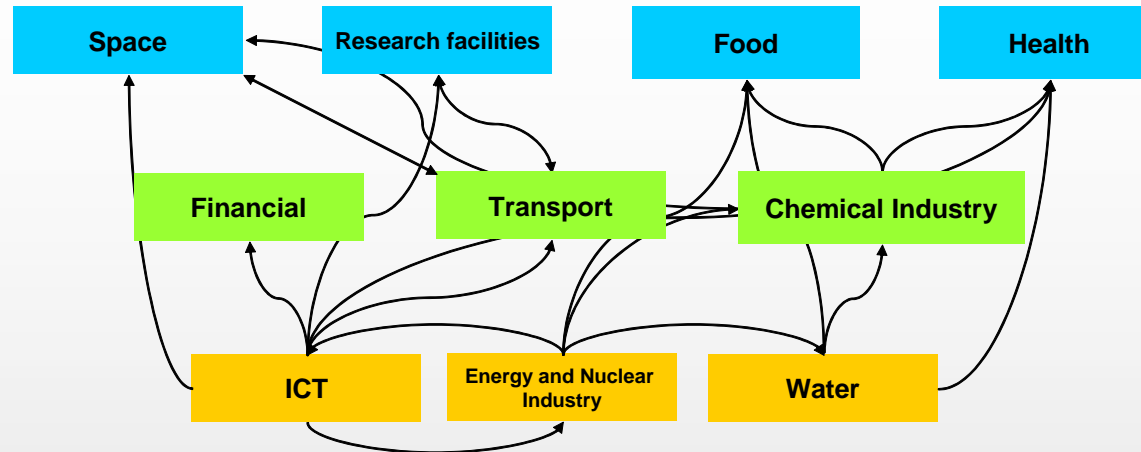 Space
Research facilities
Food
Health
Financial
Transport
Chemical Industry
ICT
Energy and Nuclear
Industry
Water